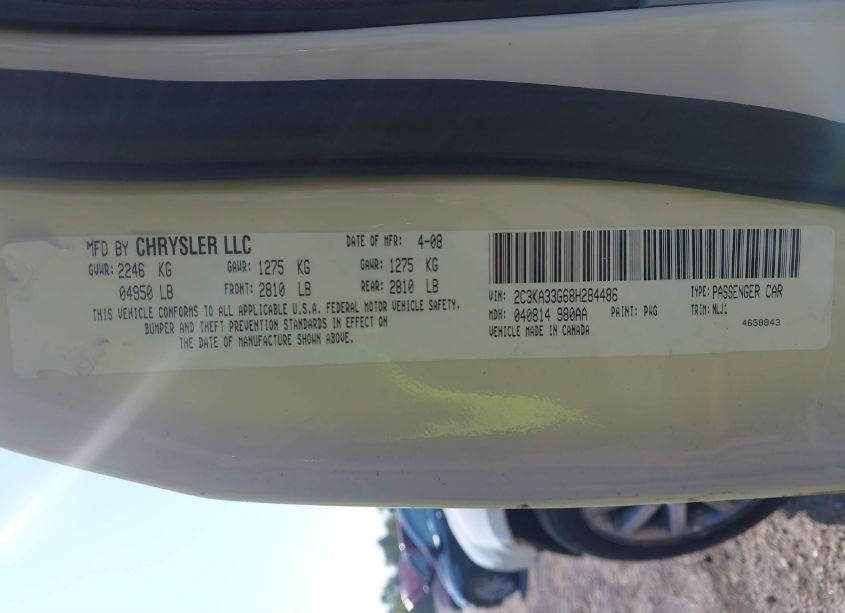 MFD BY CHRYSLER LLC DATE OF MFR: 4-08
GVWR: 2246 KG GAWR: 1275 KG GAWR: 1275 KG
04950 LB FRONT: 2810 LB REAR: 2810 LB
THIS VEHICLE CONFORMS TO ALL APPLICABLE U.S.A. FEDERAL MOTOR VEHICLE SAFETY,
BUMPER AND THEFT PREVENTION STANDARDS IN EFFECT ON
THE DATE OF MANUFACTURE SHOWN ABOVE.
VIN: 2C3KA33G68H284486 TYPE: PASSENGER CAR
MDH: 040814 980AA PAINT: PWG TRIM: MLJ1
VEHICLE MADE IN CANADA 4658843